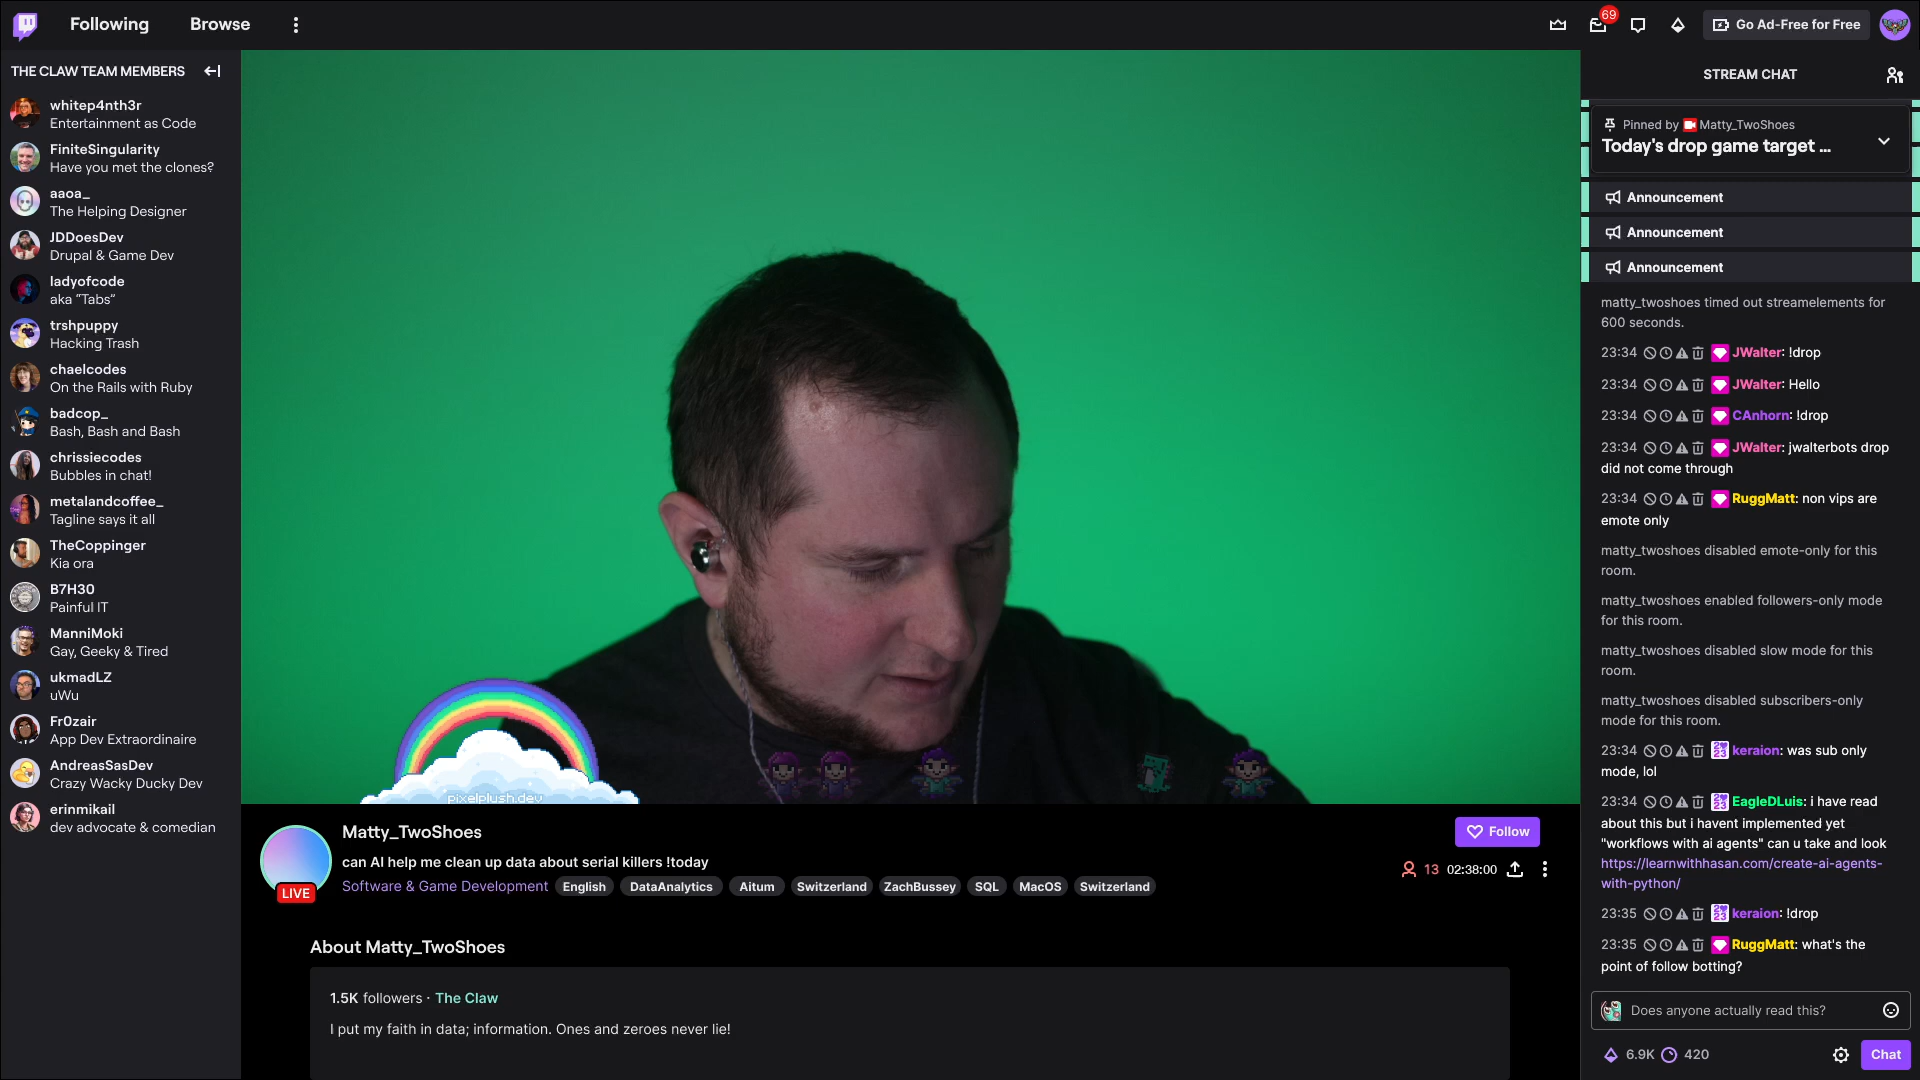 Following
Browse
69
Go Ad-Free for Free
THE CLAW TEAM MEMBERS
whitep4nth3r
Entertainment as Code
FiniteSingularity
Have you met the clones?
aaoa_
The Helping Designer
JDDoesDev
Drupal & Game Dev
ladyofcode
aka “Tabs”
trshpuppy
Hacking Trash
chaelcodes
On the Rails with Ruby
badcop_
Bash, Bash and Bash
chrissiecodes
Bubbles in chat!
metalandcoffee_
Tagline says it all
TheCoppinger
Kia ora
B7H30
Painful IT
ManniMoki
Gay, Geeky & Tired
ukmadLZ
uWu
Fr0zair
App Dev Extraordinaire
AndreasSasDev
Crazy Wacky Ducky Dev
erinmikail
dev advocate & comedian
pixelplush.dev
Matty_TwoShoes
can AI help me clean up data about serial killers !today
Software & Game Development English DataAnalytics Aitum Switzerland ZachBussey SQL MacOS Switzerland
LIVE
Follow
13 02:38:00
About Matty_TwoShoes
1.5K followers · The Claw
I put my faith in data; information. Ones and zeroes never lie!
STREAM CHAT
Pinned by Matty_TwoShoes
Today's drop game target ...
Announcement
Announcement
Announcement
matty_twoshoes timed out streamelements for
600 seconds.
23:34 JWalter: !drop
23:34 JWalter: Hello
23:34 CAnhorn: !drop
23:34 JWalter: jwalterbots drop
did not come through
23:34 RuggMatt: non vips are
emote only
matty_twoshoes disabled emote-only for this
room.
matty_twoshoes enabled followers-only mode
for this room.
matty_twoshoes disabled slow mode for this
room.
matty_twoshoes disabled subscribers-only
mode for this room.
23:34 keraion: was sub only
mode, lol
23:34 EagleDLuis: i have read
about this but i havent implemented yet
"workflows with ai agents" can u take and look
https://learnwithhasan.com/create-ai-agents-
with-python/
23:35 keraion: !drop
23:35 RuggMatt: what's the
point of follow botting?
Does anyone actually read this?
6.9K 420
Chat